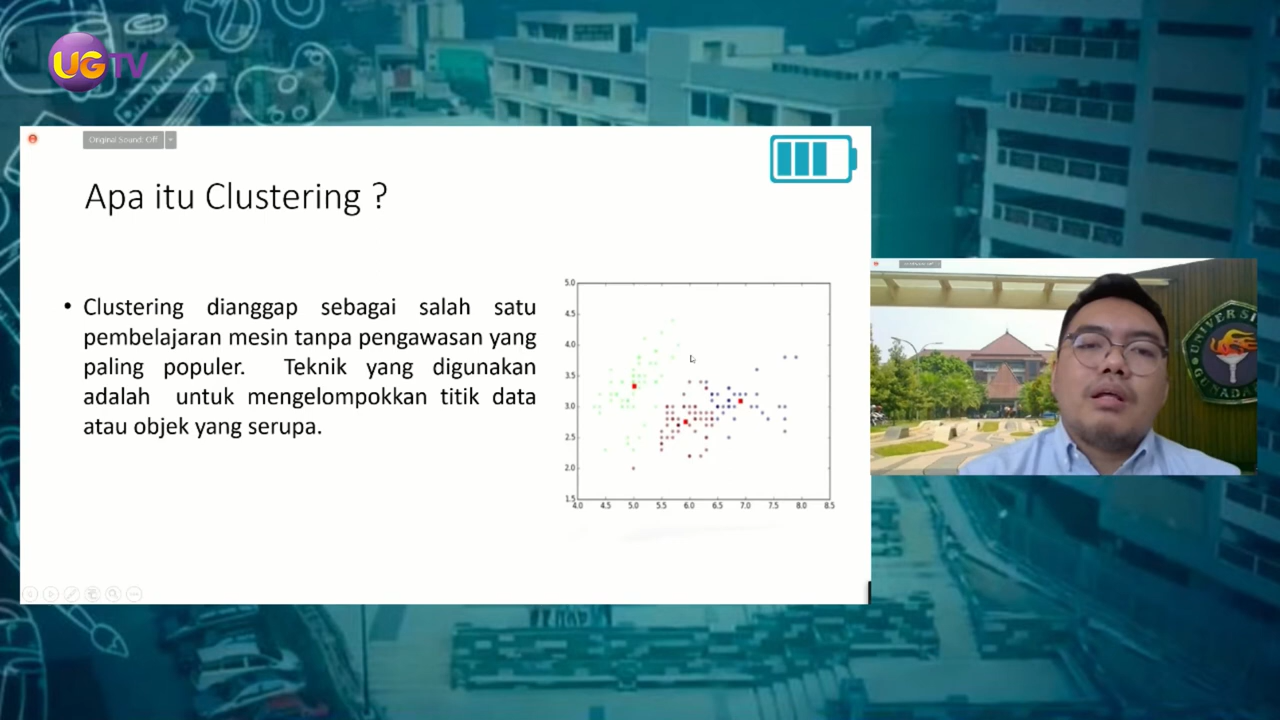 UGTV
Original Sound: Off
Apa itu Clustering ?
• Clustering dianggap sebagai salah satu
pembelajaran mesin tanpa pengawasan yang
paling populer. Teknik yang digunakan
adalah untuk mengelompokkan titik data
atau objek yang serupa.
5.0
4.5
4.0
3.5
3.0
2.5
2.0
1.5
4.0 4.5 5.0 5.5 6.0 6.5 7.0 7.5 8.0 8.5